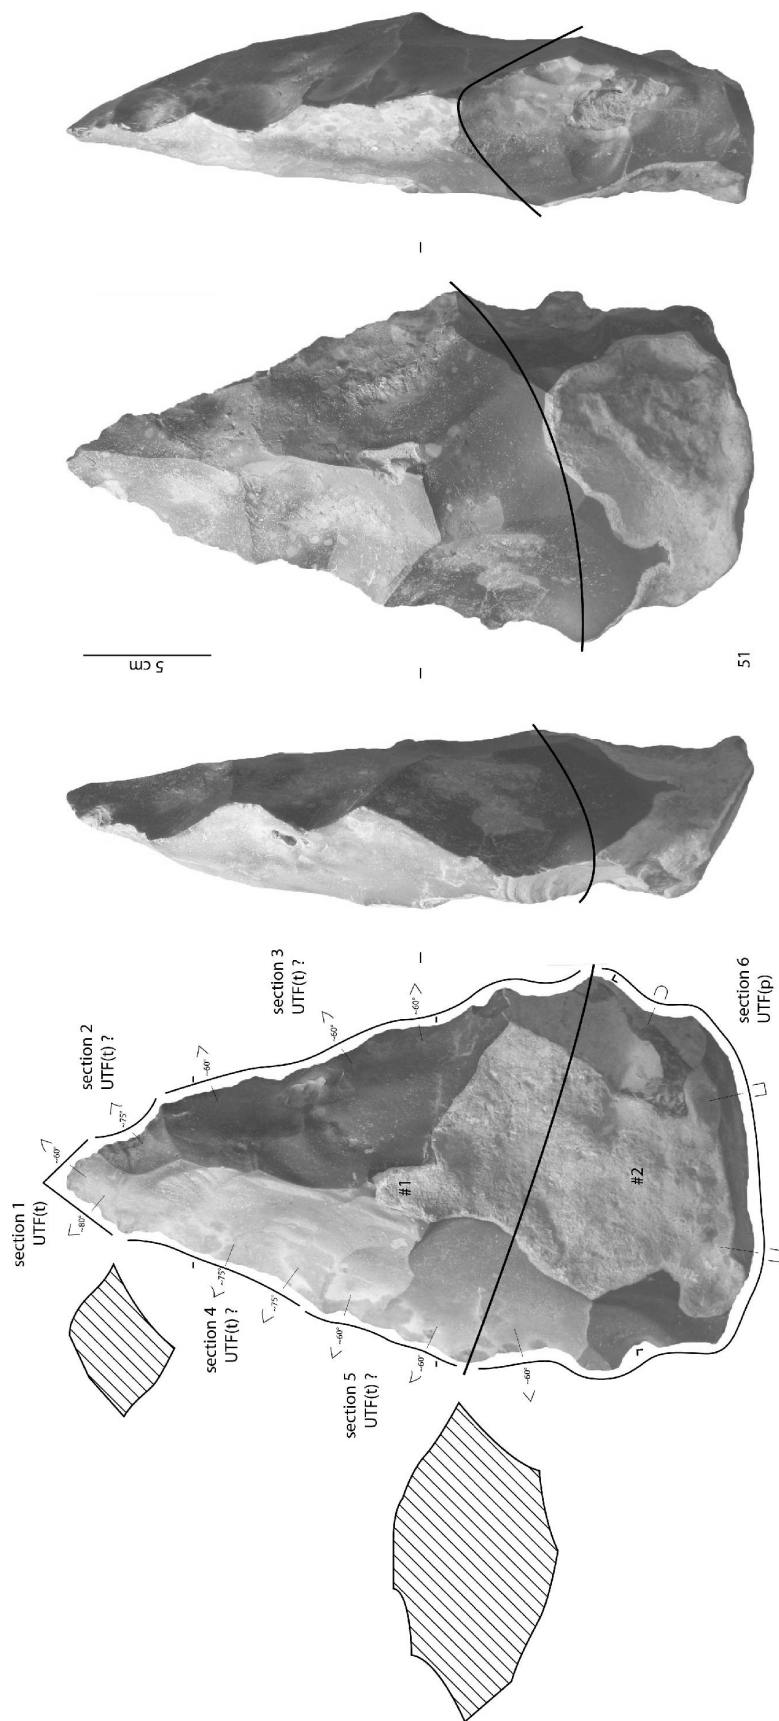 5 cm
51
section 1
UTF(t)
section 2
UTF(t) ?
section 3
UTF(t) ?
section 4
UTF(t) ?
section 5
UTF(t) ?
section 6
UTF(p)
~60°
~80°
~75°
~60°
~60°
~60°
~75°
~75°
~60°
~60°
~60°
#1
#2